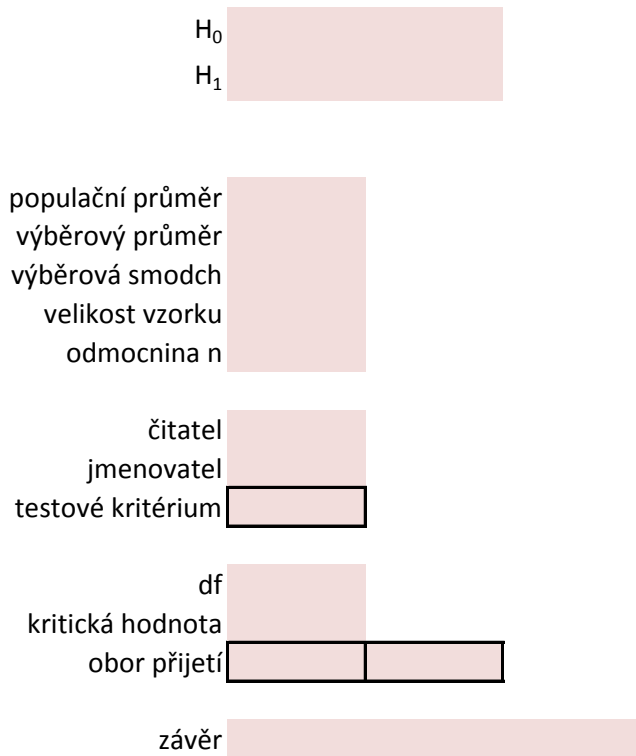 H₀
H₁
populační průměr
výběrový průměr
výběrová smodch
velikost vzorku
odmocnina n
čitatel
jmenovatel
testové kritérium
df
kritická hodnota
obor přijetí
závěr